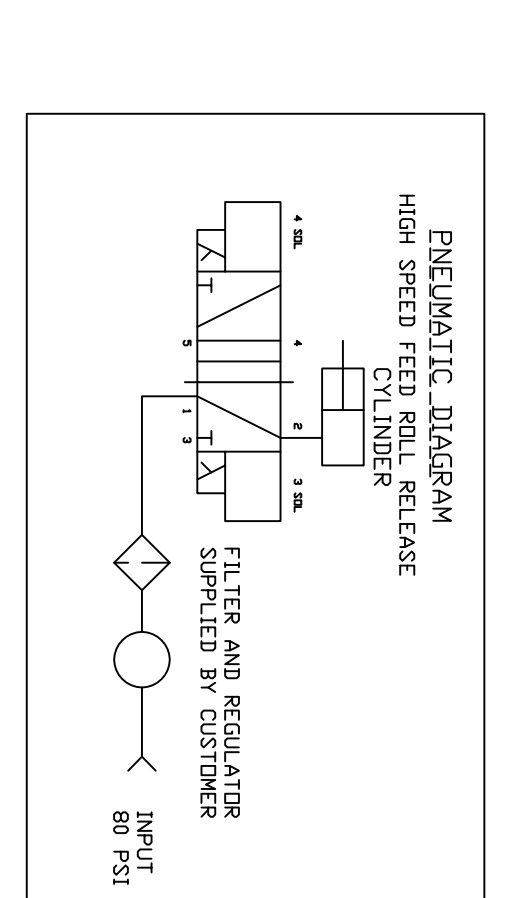 PNEUMATIC DIAGRAM
HIGH SPEED FEED ROLL RELEASE
CYLINDER
4 SOL
4
2
3 SOL
5
1
3
FILTER AND REGULATOR
SUPPLIED BY CUSTOMER
INPUT
80 PSI